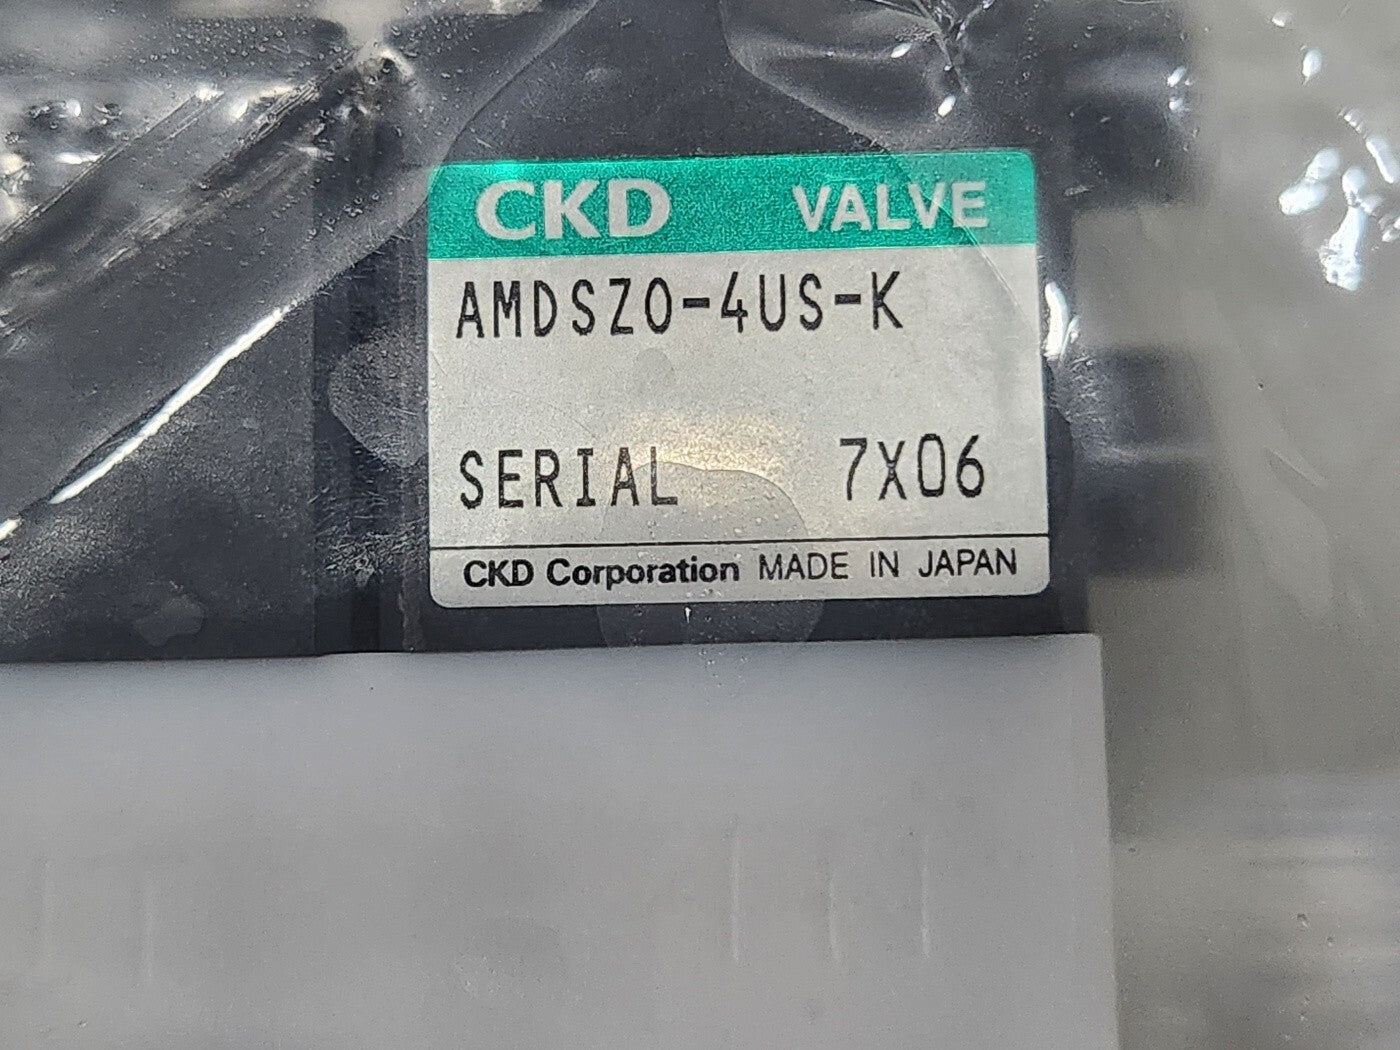 CKD VALVE
AMDSZ0-4US-K
SERIAL 7X06
CKD Corporation MADE IN JAPAN